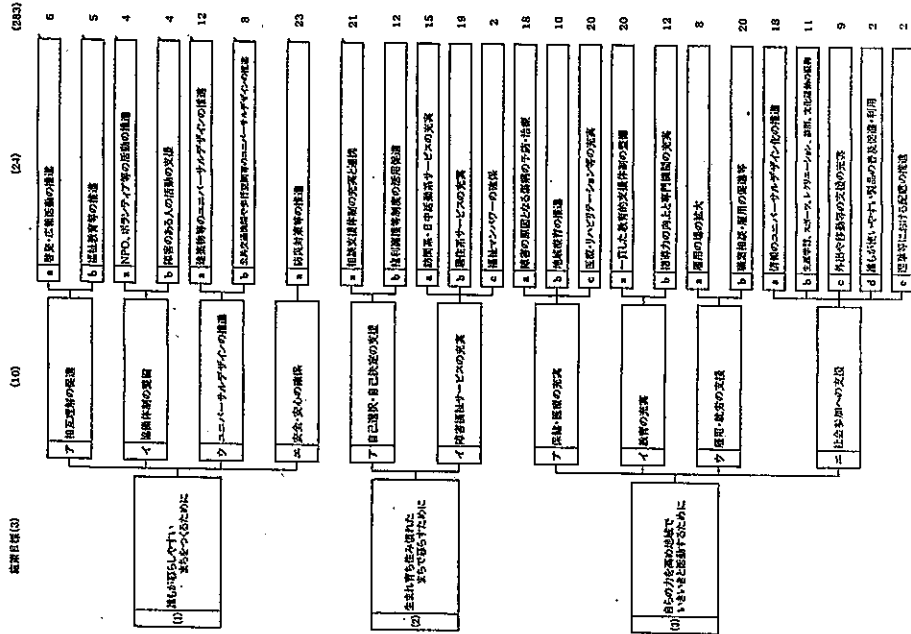 施策目標(3)
(10)
(24)
(283)
(1)
誰もが暮らしやすい
まちをつくるために
ア 相互理解の促進
a 啓発・広報活動の推進 6
b 福祉教育等の推進 5
イ 協働体制の整備
a NPO、ボランティア等の活動の推進 4
b 障害のある人の活動の支援 4
ウ ユニバーサルデザインの推進
a 建築物等のユニバーサルデザインの推進 12
b 公共交通機関や歩行空間等のユニバーサルデザインの推進 8
エ 安全・安心の確保
a 防災対策等の推進 23
(2)
生まれ育ち住み慣れた
まちで暮らすために
ア 自己選択・自己決定の支援
a 相談支援体制の充実と連携 21
b 権利擁護等制度の活用促進 12
イ 障害福祉サービスの充実
a 訪問系・日中活動系サービスの充実 15
b 居住系サービスの充実 19
c 福祉マンパワーの確保 2
(3)
自らの力を高め地域で
いきいきと活動するために
ア 保健・医療の充実
a 障害の原因となる傷病の予防・治療 18
b 地域療育の推進 10
c 医療・リハビリテーション等の充実 20
イ 教育の充実
a 一貫した教育的支援体制の整備 20
b 指導力の向上と専門機関の充実 12
ウ 雇用・就労の支援
a 雇用の場の拡大 8
b 職業相談・雇用の促進等 20
エ 社会参加への支援
a 情報のユニバーサルデザイン化の推進 18
b 生涯学習、スポーツ、レクリエーション、芸術、文化活動の振興 11
c 外出や移動等の支援の充実 9
d 誰もが使いやすい製品の普及促進・利用 2
e 選挙等における配慮の推進 2